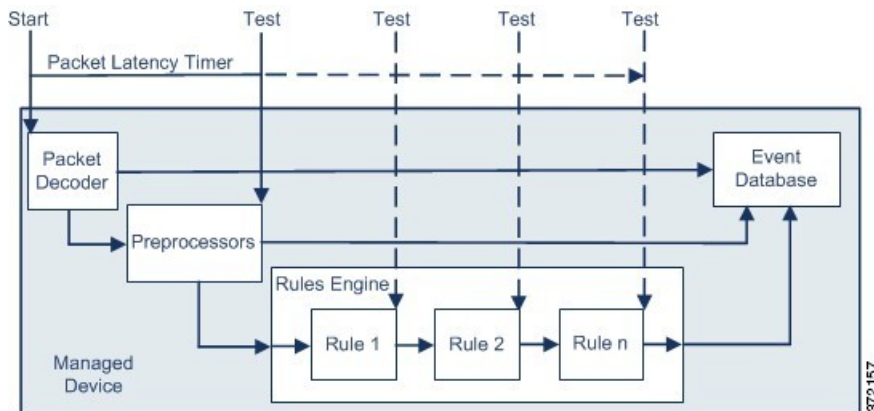 Start
Test
Test
Test
Test
Packet Latency Timer
Packet
Decoder
Event
Database
Preprocessors
Rules Engine
Rule 1
Rule 2
Rule n
Managed
Device
372157